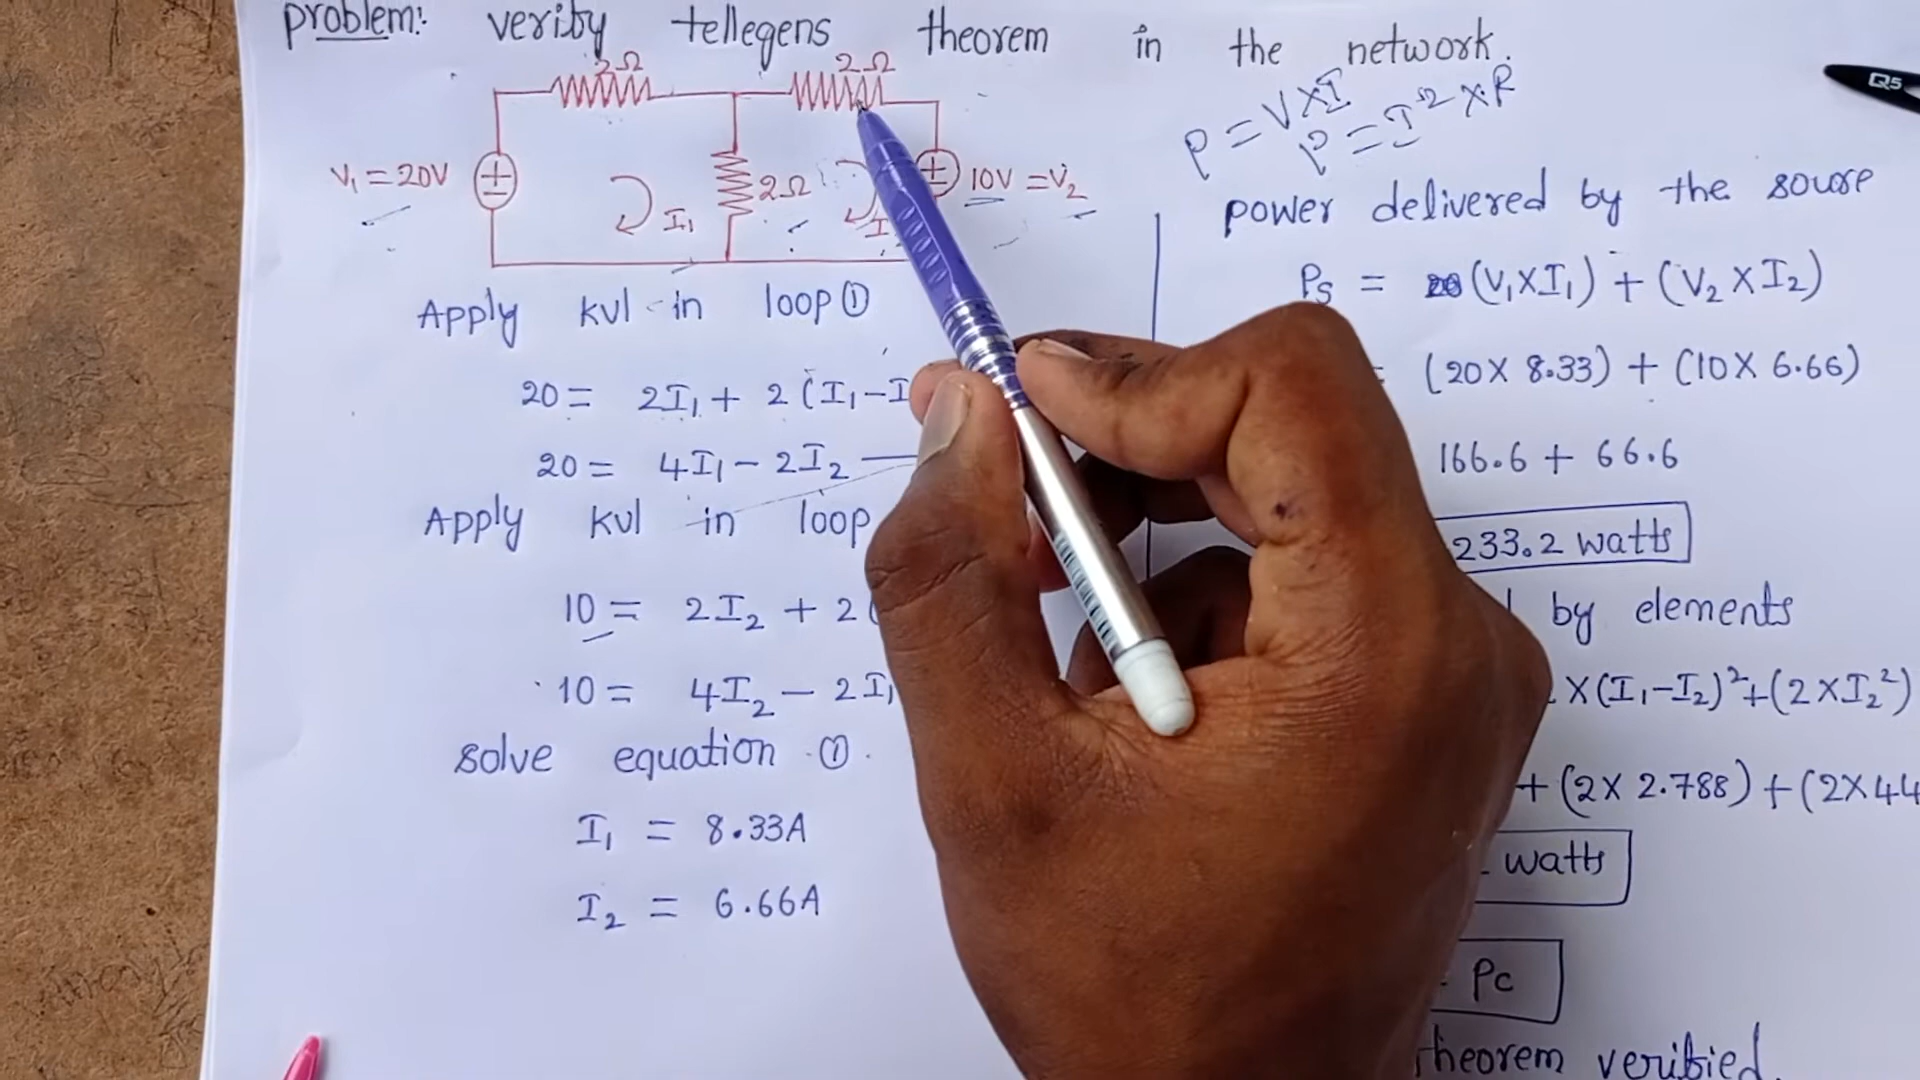 problem: veriby tellegens theorem in the network.
2Ω 2Ω
V₁ = 20V 2Ω 10V = V₂
I₁ I
Apply kvl in loop ①
20 = 2I₁ + 2 (I₁ - I
20 = 4I₁ - 2I₂
Apply kvl in loop
10 = 2I₂ + 2 (
10 = 4I₂ - 2I₁
solve equation ①.
I₁ = 8.33A
I₂ = 6.66A
P = V X I
P = I² X R
power delivered by the sourse
Ps = (V₁ X I₁) + (V₂ X I₂)
= (20 X 8.33) + (10 X 6.66)
166.6 + 66.6
233.2 watts
by elements
X (I₁-I₂)² + (2 X I₂²)
+ (2 X 2.788) + (2 X 44
watts
Pc
theorem veribied.
Q5